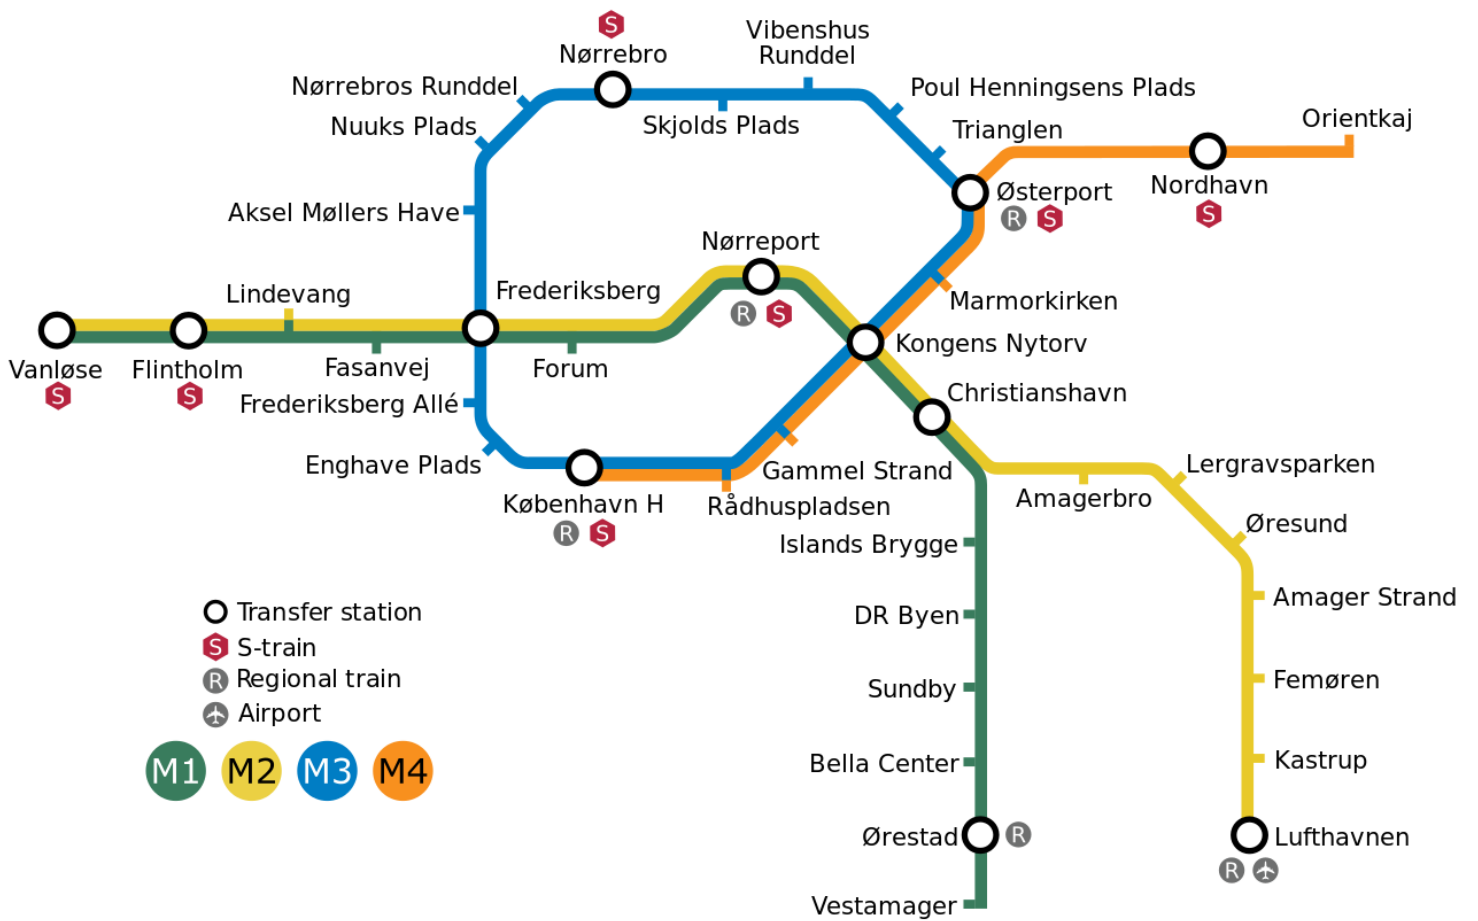 S
Nørrebro
Vibenshus
Runddel
Nørrebros Runddel
Poul Henningsens Plads
Nuuks Plads
Skjolds Plads
Trianglen
Orientkaj
Østerport
R S
Nordhavn
S
Aksel Møllers Have
Nørreport
R S
Lindevang
Frederiksberg
Marmorkirken
Kongens Nytorv
Vanløse
S
Flintholm
S
Fasanvej
Forum
Christianshavn
Frederiksberg Allé
Enghave Plads
Gammel Strand
Lergravsparken
København H
R S
Rådhuspladsen
Amagerbro
Øresund
Islands Brygge
Amager Strand
DR Byen
Femøren
Sundby
Kastrup
Bella Center
Ørestad R
Lufthavnen
R
Vestamager
Transfer station
S S-train
R Regional train
Airport
M1 M2 M3 M4